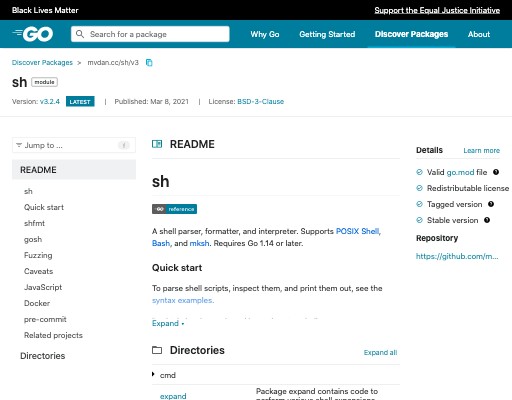 Black Lives Matter
Support the Equal Justice Initiative
GO
Search for a package
Why Go
Getting Started
Discover Packages
About
Discover Packages > mvdan.cc/sh/v3
sh module
Version: v3.2.4 LATEST | Published: Mar 8, 2021 | License: BSD-3-Clause
Jump to ... f
README
sh
Quick start
shfmt
gosh
Fuzzing
Caveats
JavaScript
Docker
pre-commit
Related projects
Directories
README
sh
GO reference
A shell parser, formatter, and interpreter. Supports POSIX Shell,
Bash, and mksh. Requires Go 1.14 or later.
Quick start
To parse shell scripts, inspect them, and print them out, see the
syntax examples.
Expand
Directories
Expand all
cmd
expand
Package expand contains code to
perform various shell expansions.
Details
Learn more
Valid go.mod file ?
Redistributable license
Tagged version ?
Stable version ?
Repository
https://github.com/m...